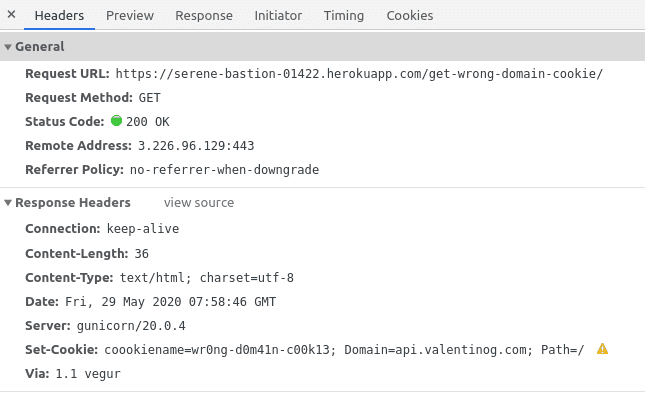 Headers Preview Response Initiator Timing Cookies
General
Request URL: https://serene-bastion-01422.herokuapp.com/get-wrong-domain-cookie/
Request Method: GET
Status Code: 200 OK
Remote Address: 3.226.96.129:443
Referrer Policy: no-referrer-when-downgrade
Response Headers view source
Connection: keep-alive
Content-Length: 36
Content-Type: text/html; charset=utf-8
Date: Fri, 29 May 2020 07:58:46 GMT
Server: gunicorn/20.0.4
Set-Cookie: coookiename=wr0ng-d0m41n-c00k13; Domain=api.valentinog.com; Path=/
Via: 1.1 vegur